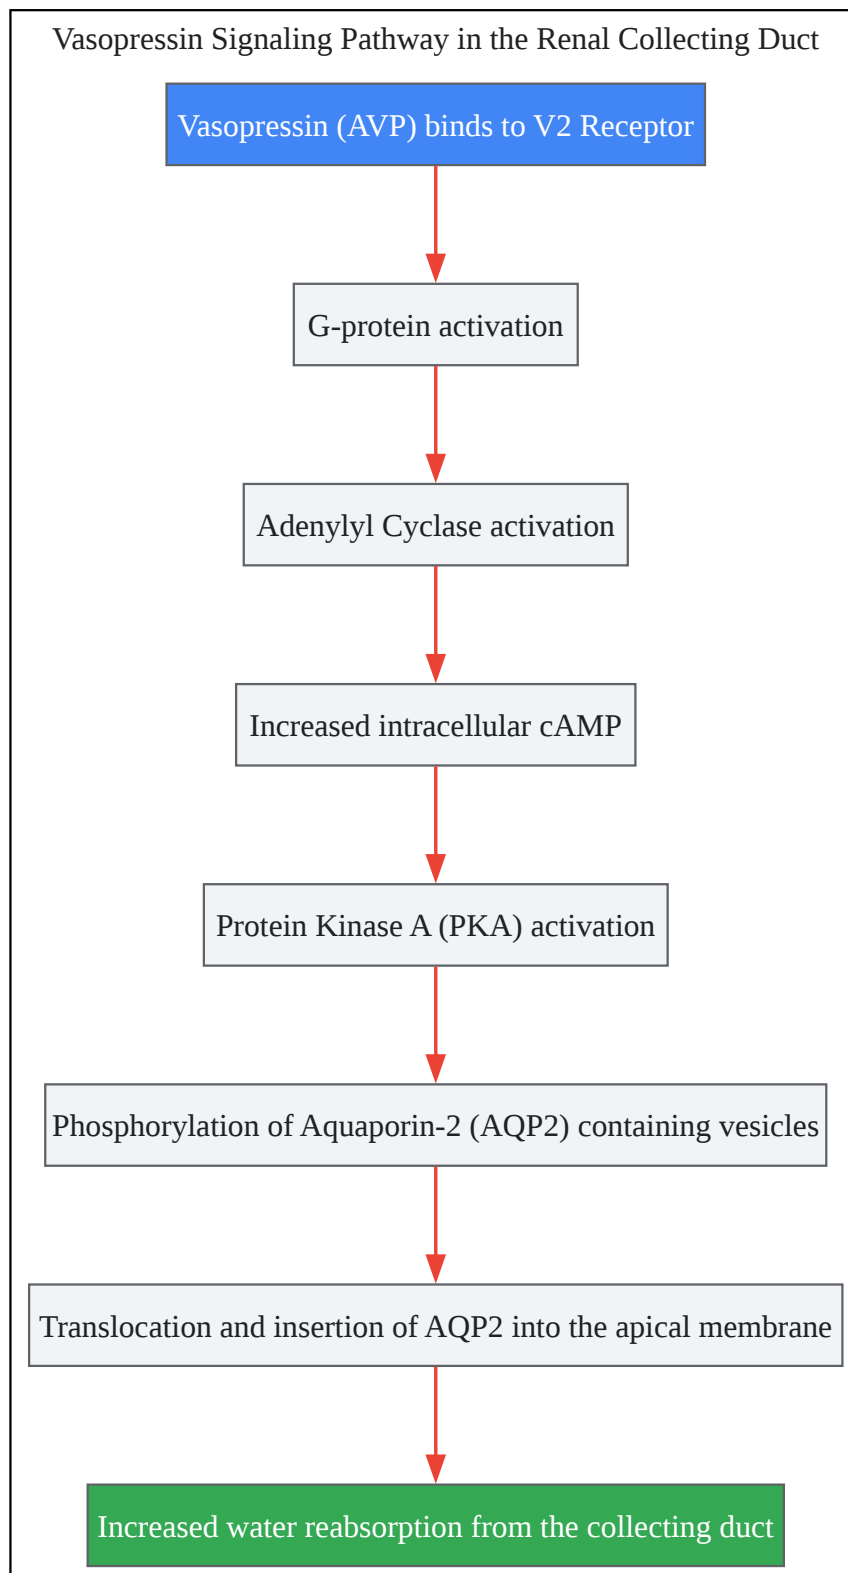 Vasopressin Signaling Pathway in the Renal Collecting Duct
Vasopressin (AVP) binds to V2 Receptor
G-protein activation
Adenylyl Cyclase activation
Increased intracellular cAMP
Protein Kinase A (PKA) activation
Phosphorylation of Aquaporin-2 (AQP2) containing vesicles
Translocation and insertion of AQP2 into the apical membrane
Increased water reabsorption from the collecting duct